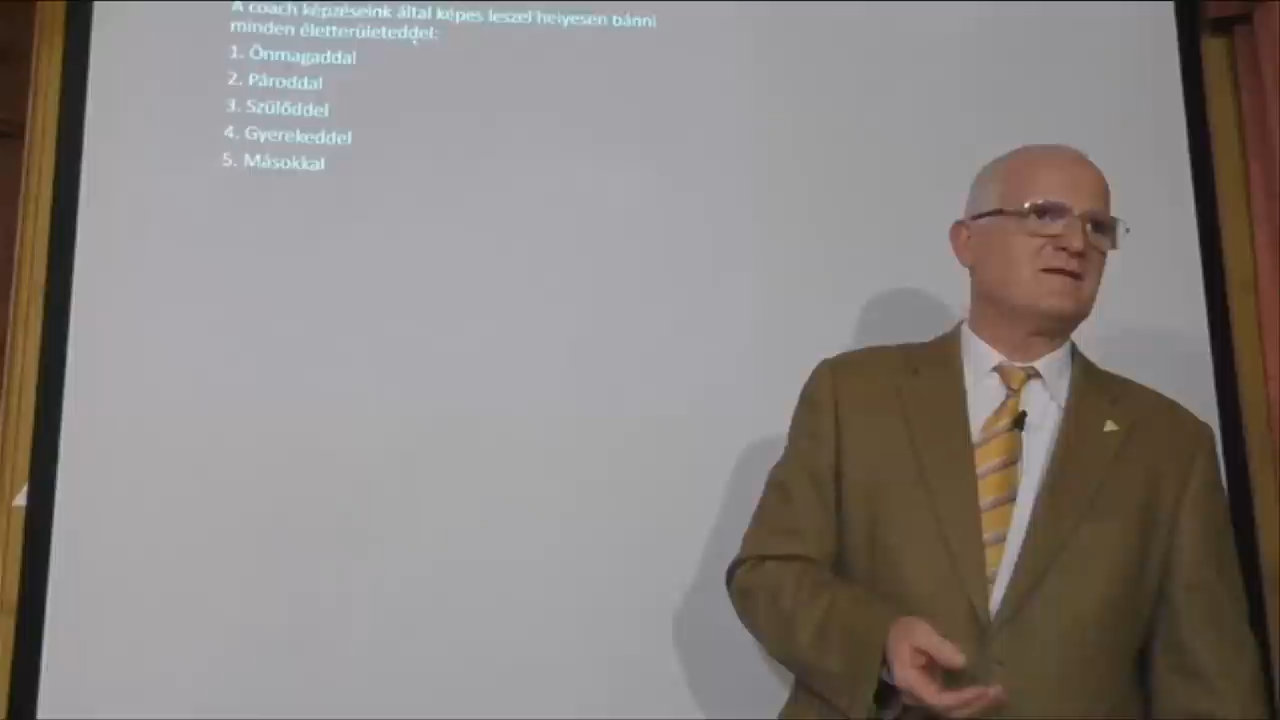 A coach képzéseink által képes leszel helyesen bánni
minden életterületeddel:
1. Önmagaddal
2. Pároddal
3. Szülőddel
4. Gyerekeddel
5. Másokkal